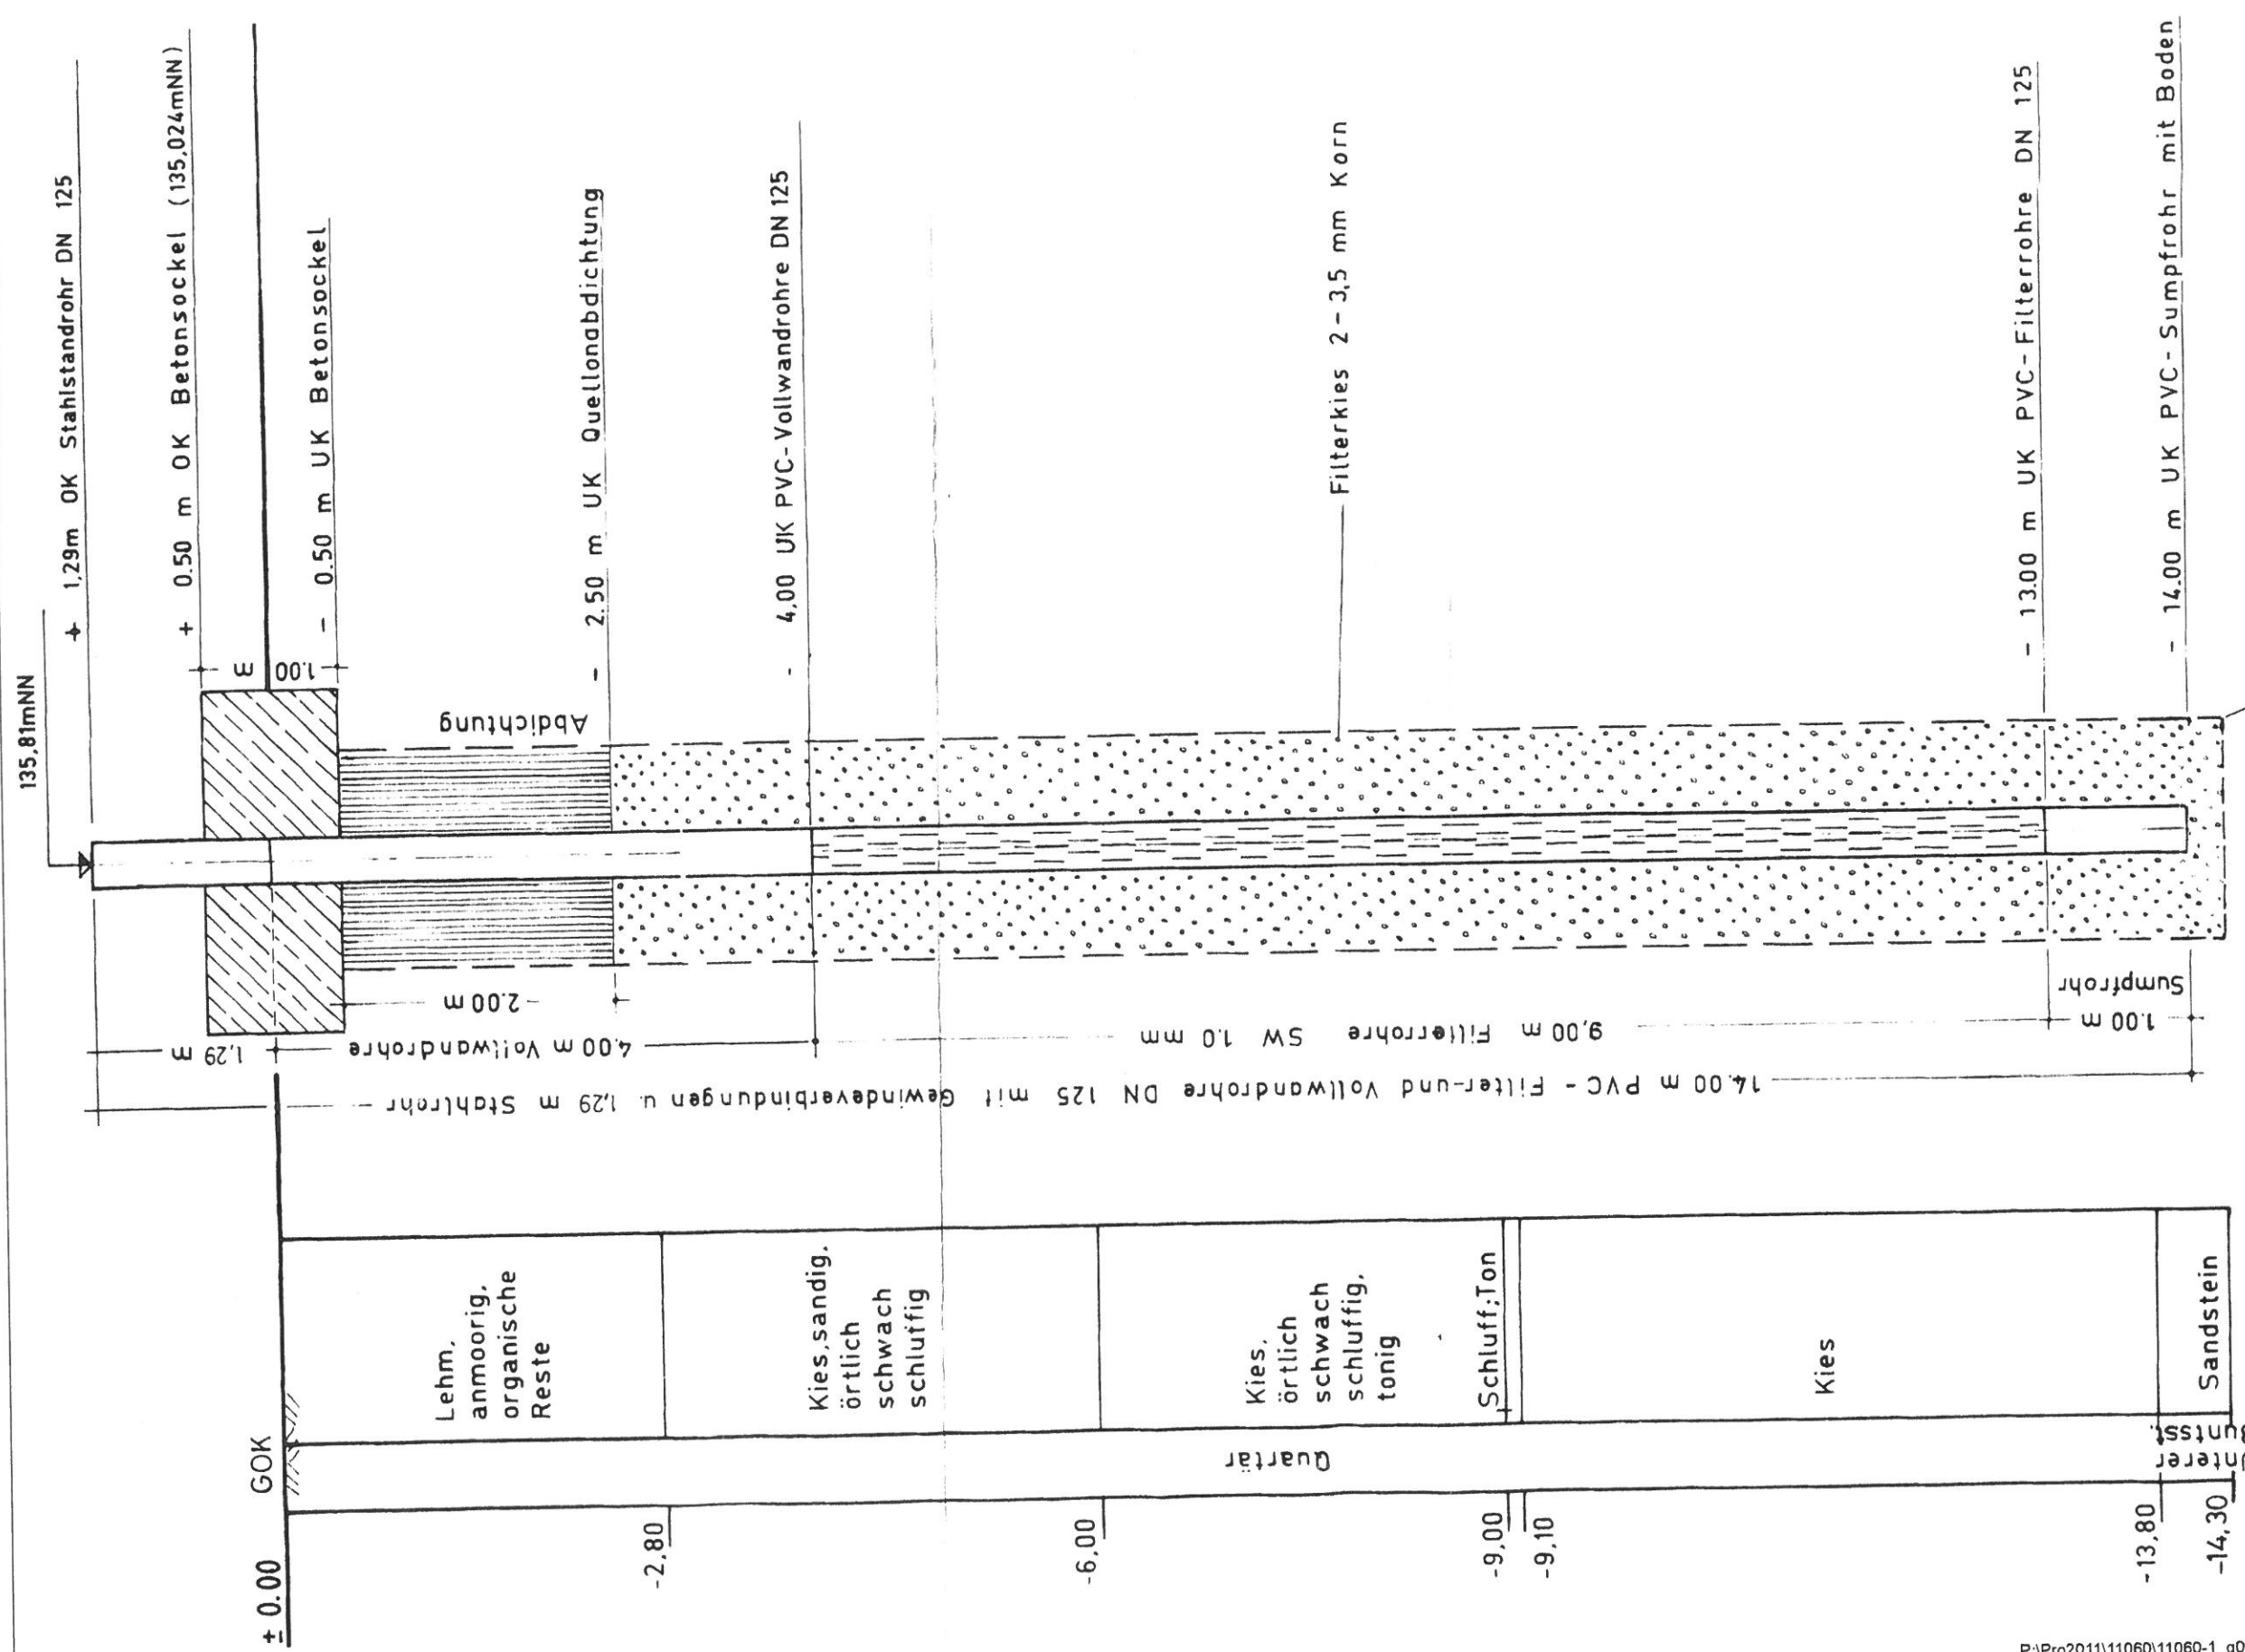 135,81mNN
+ 1,29m OK Stahlstandrohr DN 125
+ 0.50 m OK Betonsockel (135,024mNN)
- 0.50 m UK Betonsockel
- 2.50 m UK Quellonabdichtung
- 4,00 UK PVC-Vollwandrohre DN 125
Filterkies 2-3,5 mm Korn
- 13.00 m UK PVC-Filterrohre DN 125
- 14.00 m UK PVC-Sumpfrohr mit Boden
1.00 m
Abdichtung
2.00 m
1,29 m
4.00 m Vollwandrohre
9,00 m Filterrohre SW 1.0 mm
1.00 m
Sumpfrohr
14.00 m PVC - Filter-und Vollwandrohre DN 125 mit Gewindeverbindungen u. 1,29 m Stahlrohr
GOK
± 0.00
Lehm,
anmoorig,
organische
Reste
Kies,sandig,
örtlich
schwach
schluffig
Kies,
örtlich
schwach
schluffig,
tonig
Schluff;Ton
Kies
Sandstein
Quartär
Unterer
Buntsst.
-2,80
-6,00
-9,00
-9,10
-13,80
-14,30
P:\Pro2011\11060\11060-1_g0